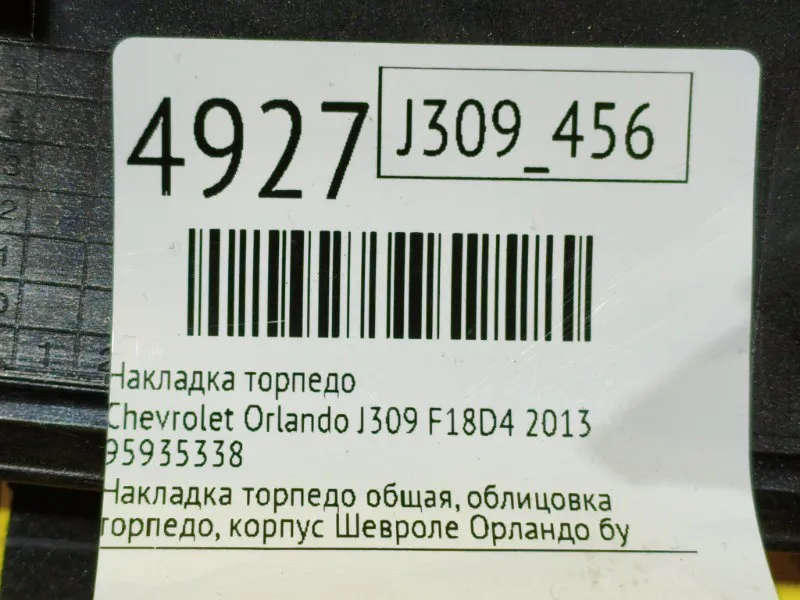 4927
J309_456
Накладка торпедо
Chevrolet Orlando J309 F18D4 2013
95935338
Накладка торпедо общая, облицовка
торпедо, корпус Шевроле Орландо бу